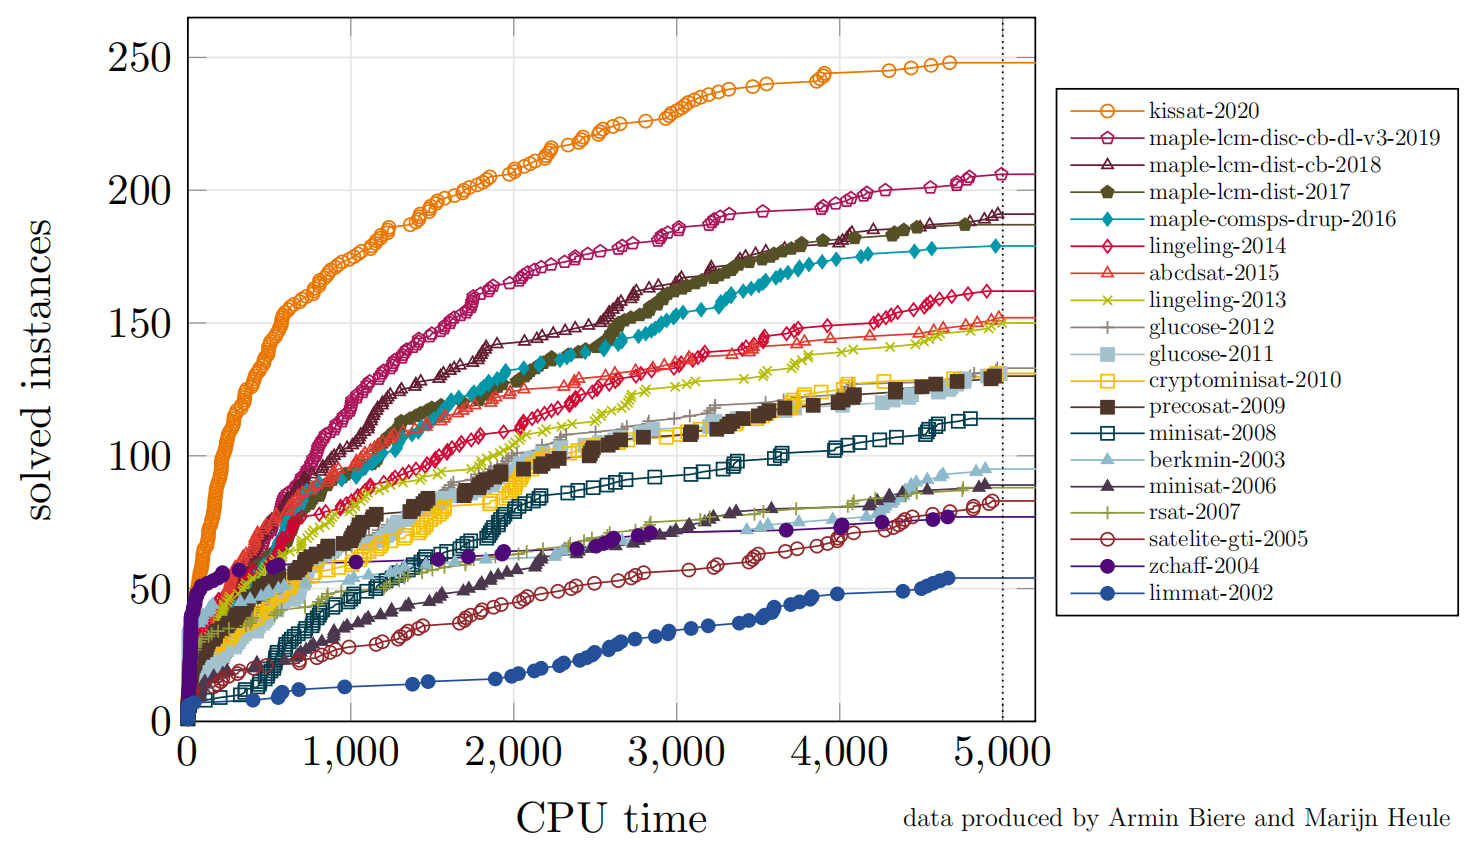 250
200
150
100
50
0
0 1,000 2,000 3,000 4,000 5,000
solved instances
CPU time
kissat-2020
maple-lcm-disc-cb-dl-v3-2019
maple-lcm-dist-cb-2018
maple-lcm-dist-2017
maple-comsps-drup-2016
lingeling-2014
abcdsat-2015
lingeling-2013
glucose-2012
glucose-2011
cryptominisat-2010
precosat-2009
minisat-2008
berkmin-2003
minisat-2006
rsat-2007
satelite-gti-2005
zchaff-2004
limmat-2002
data produced by Armin Biere and Marijn Heule